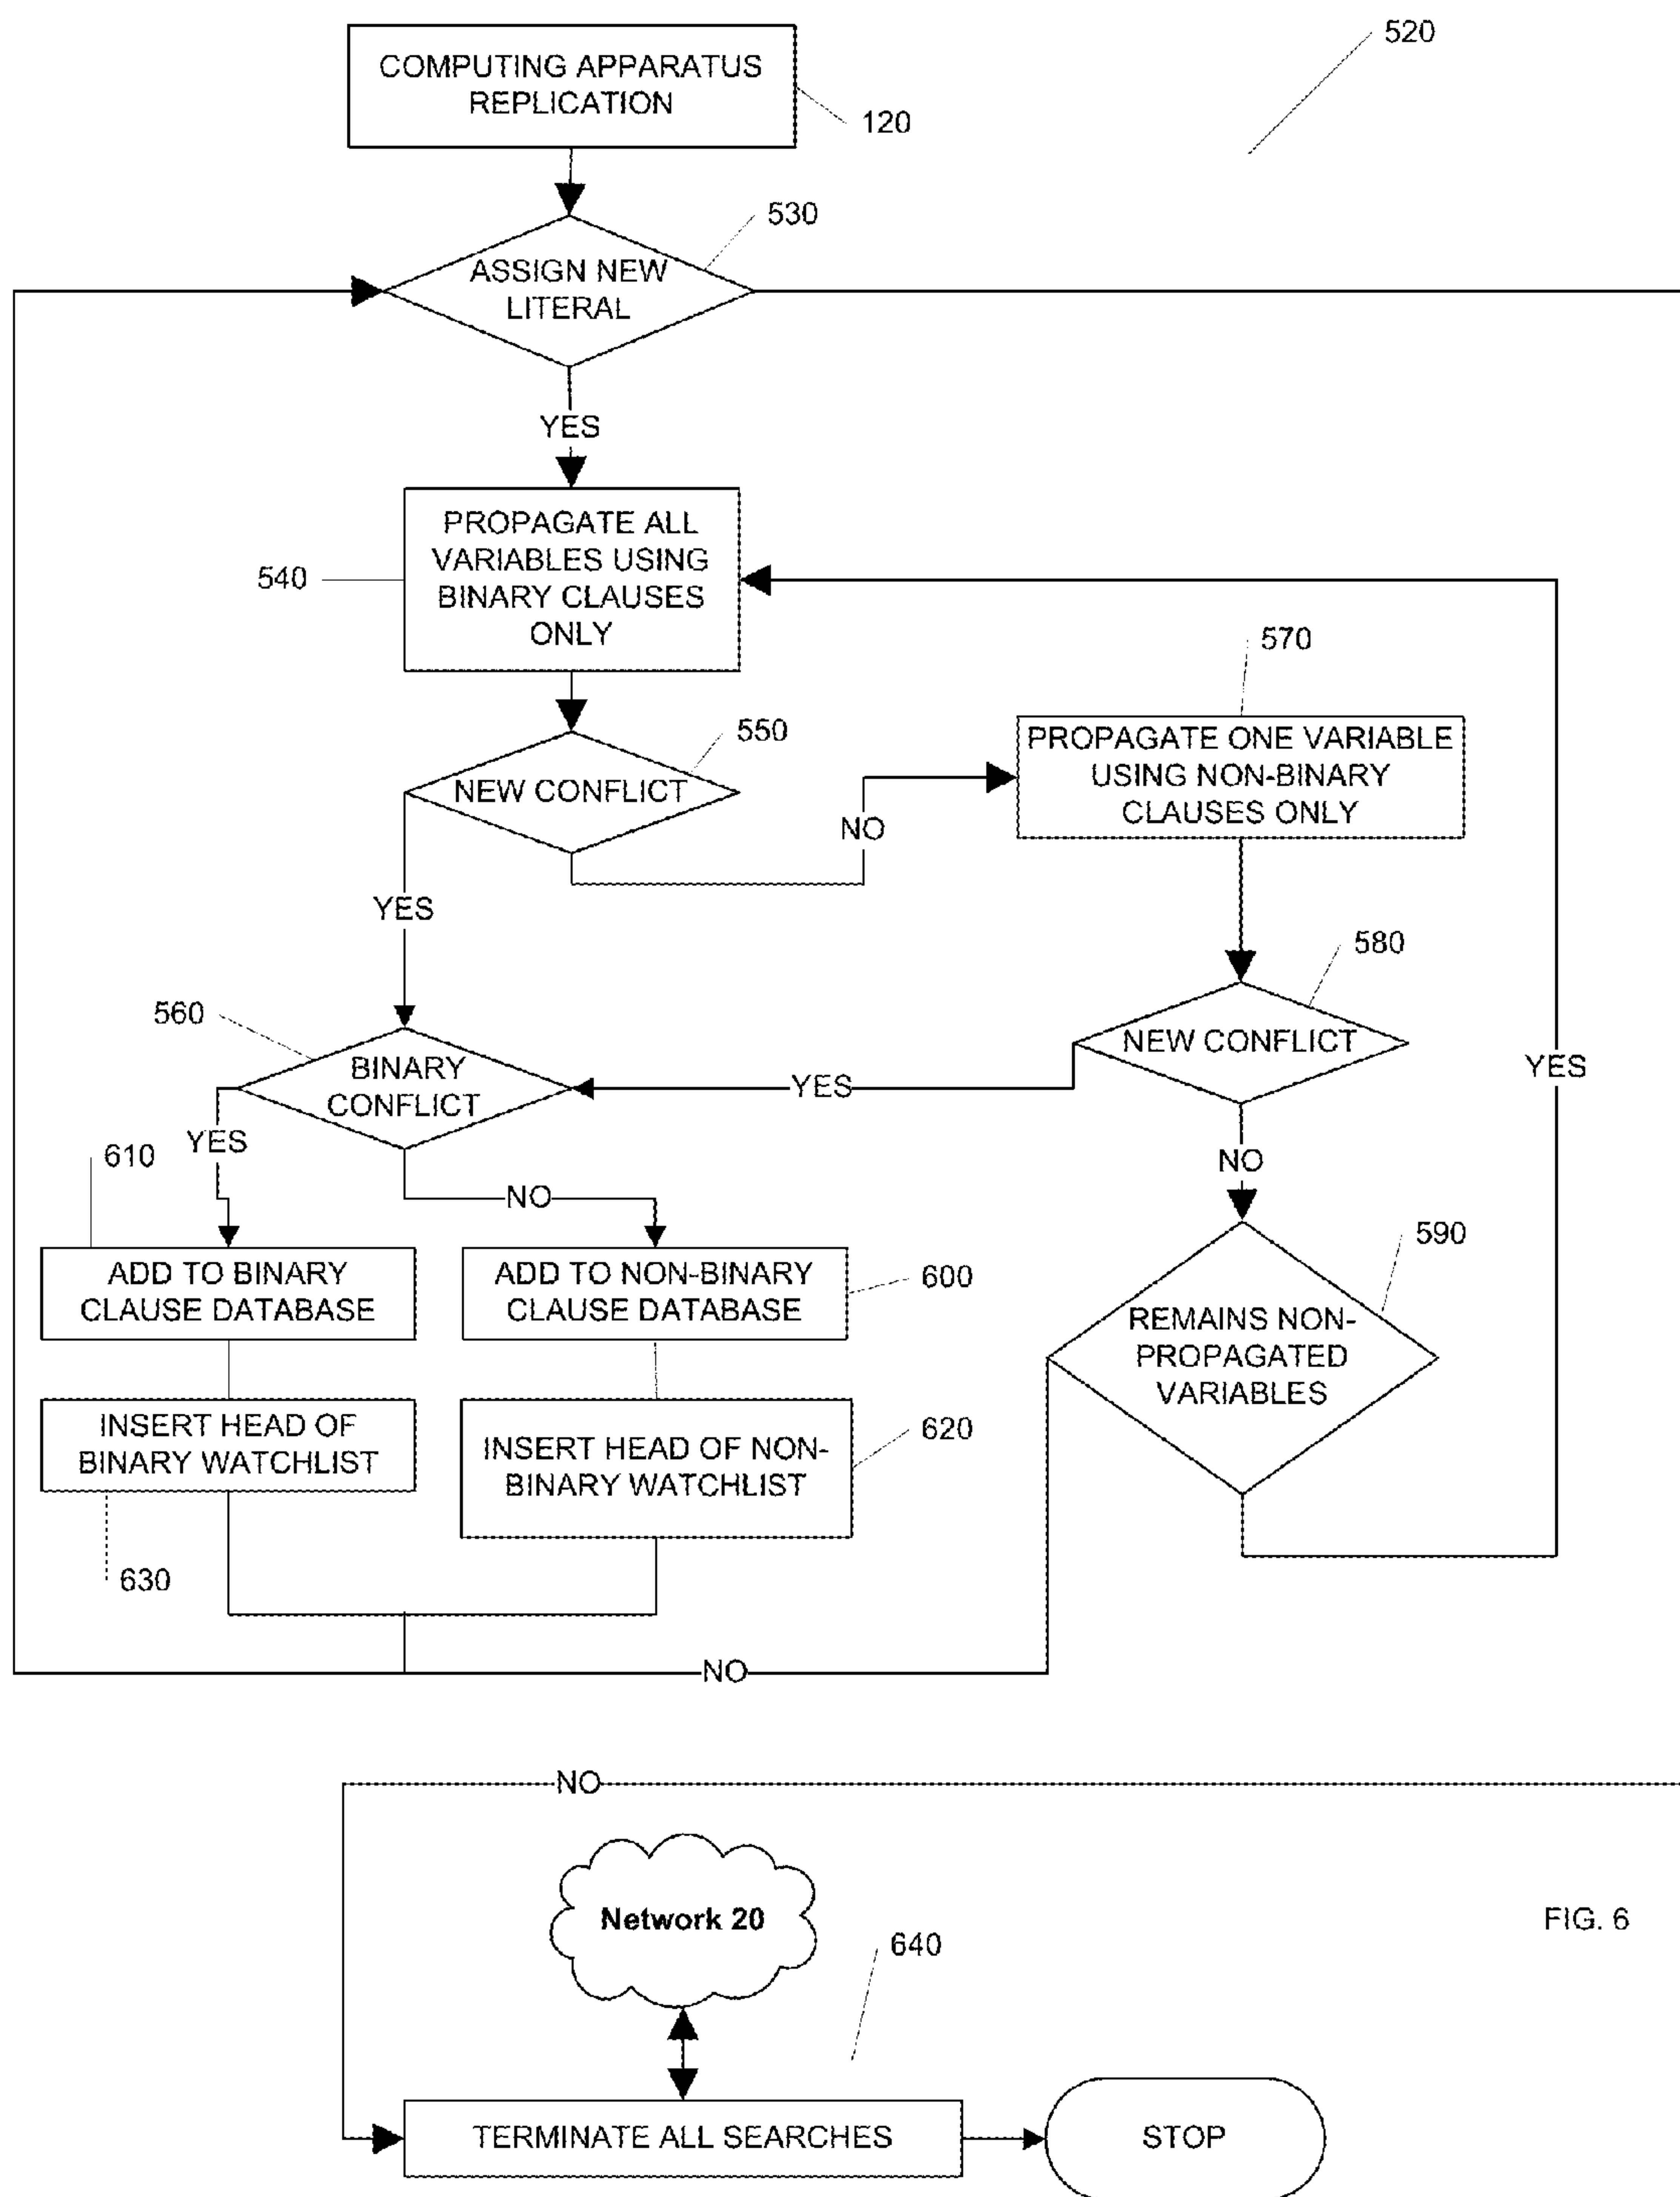 520
COMPUTING APPARATUS
REPLICATION
120
530
ASSIGN NEW
LITERAL
YES
PROPAGATE ALL
VARIABLES USING
BINARY CLAUSES
ONLY
540
570
550
PROPAGATE ONE VARIABLE
USING NON-BINARY
CLAUSES ONLY
NEW CONFLICT
NO
YES
580
560
NEW CONFLICT
YES
BINARY
CONFLICT
YES
YES
610
NO
NO
590
ADD TO BINARY
CLAUSE DATABASE
ADD TO NON-BINARY
CLAUSE DATABASE
600
REMAINS NON-
PROPAGATED
VARIABLES
INSERT HEAD OF
BINARY WATCHLIST
INSERT HEAD OF NON-
BINARY WATCHLIST
620
630
NO
NO
Network 20
FIG. 6
640
TERMINATE ALL SEARCHES
STOP